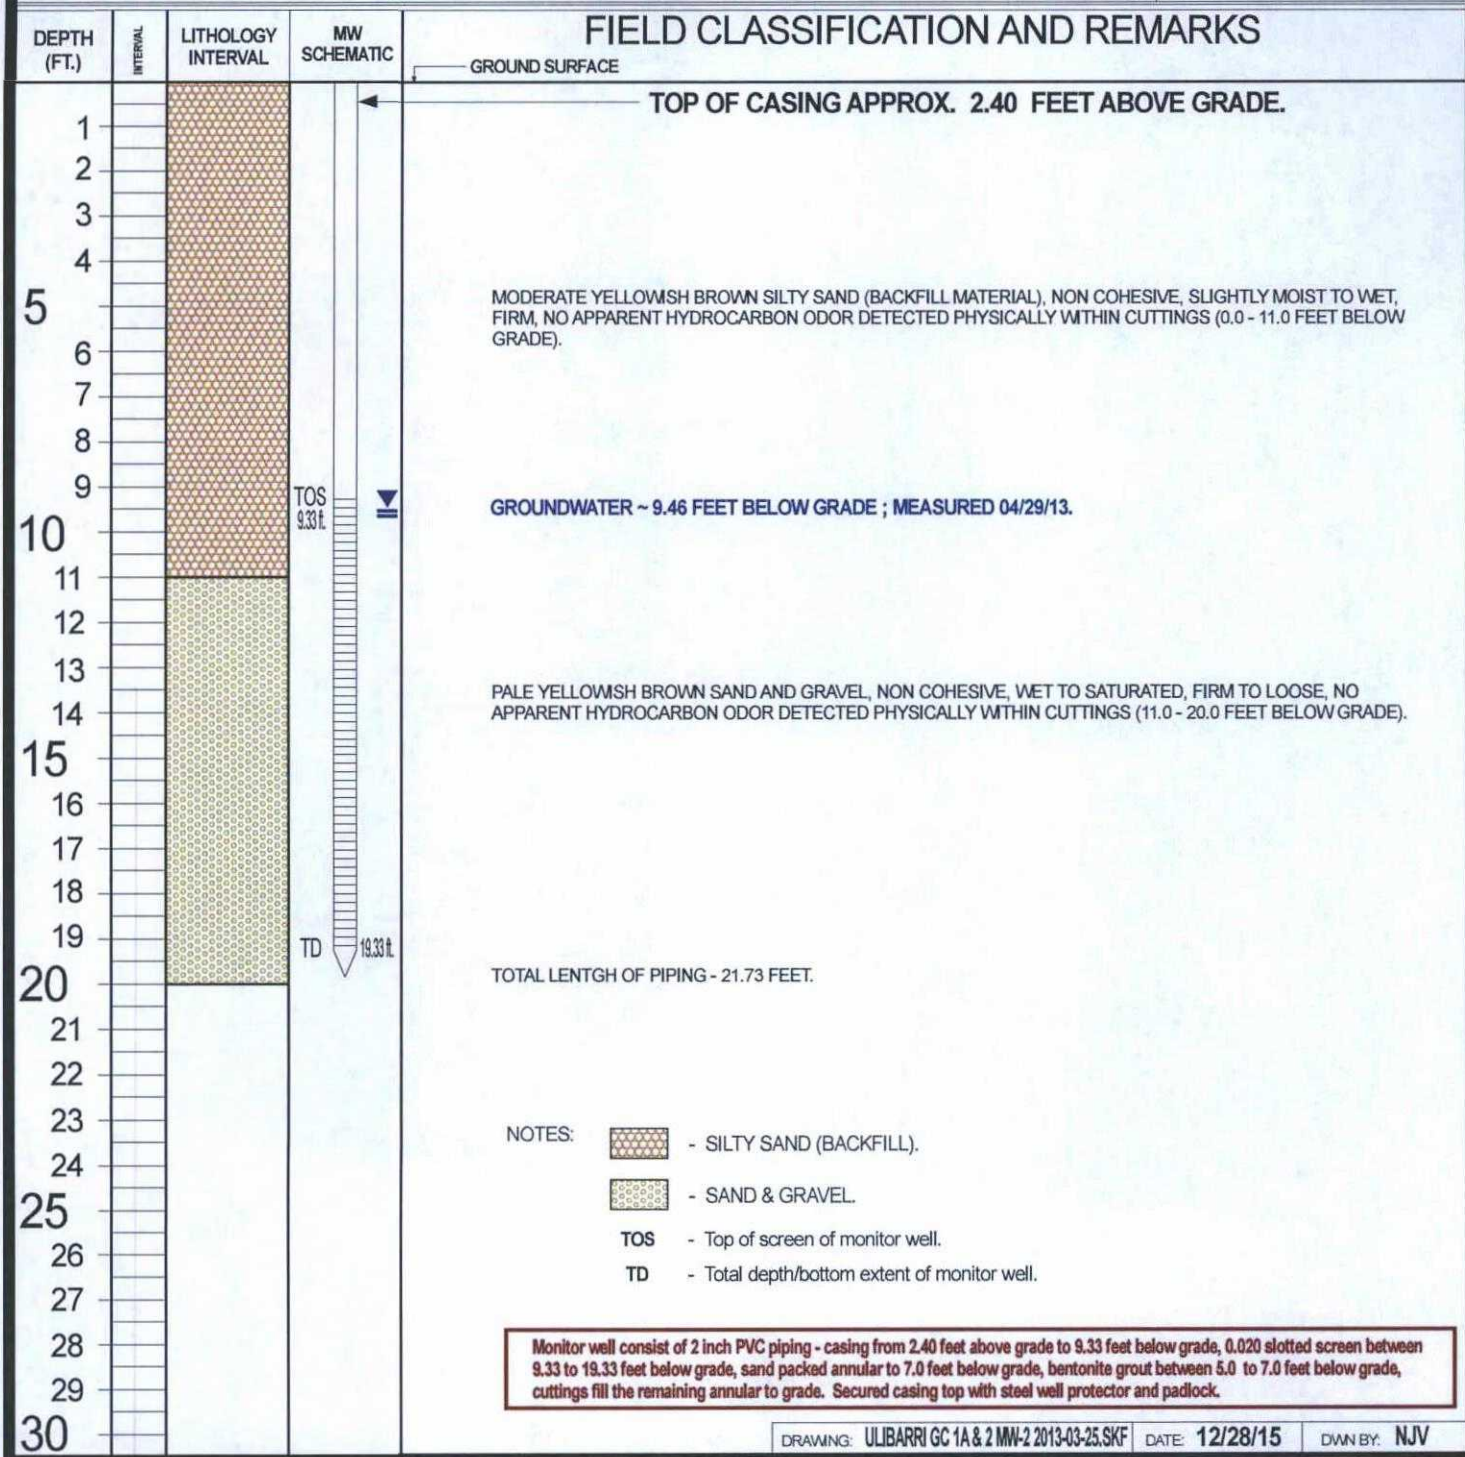 DEPTH
(FT.)
INTERVAL
LITHOLOGY
INTERVAL
MW
SCHEMATIC
FIELD CLASSIFICATION AND REMARKS
GROUND SURFACE
TOP OF CASING APPROX. 2.40 FEET ABOVE GRADE.
1
2
3
4
5
MODERATE YELLOWISH BROWN SILTY SAND (BACKFILL MATERIAL), NON COHESIVE, SLIGHTLY MOIST TO WET,
FIRM, NO APPARENT HYDROCARBON ODOR DETECTED PHYSICALLY WITHIN CUTTINGS (0.0 - 11.0 FEET BELOW
GRADE).
6
7
8
9
TOS
9.33 ft.
GROUNDWATER ~ 9.46 FEET BELOW GRADE ; MEASURED 04/29/13.
10
11
12
13
PALE YELLOWISH BROWN SAND AND GRAVEL, NON COHESIVE, WET TO SATURATED, FIRM TO LOOSE, NO
APPARENT HYDROCARBON ODOR DETECTED PHYSICALLY WITHIN CUTTINGS (11.0 - 20.0 FEET BELOW GRADE).
14
15
16
17
18
19
TD 19.33 ft.
TOTAL LENTGH OF PIPING - 21.73 FEET.
20
21
22
23
NOTES:
- SILTY SAND (BACKFILL).
24
- SAND & GRAVEL.
25
TOS - Top of screen of monitor well.
26
TD - Total depth/bottom extent of monitor well.
27
28
Monitor well consist of 2 inch PVC piping - casing from 2.40 feet above grade to 9.33 feet below grade, 0.020 slotted screen between
9.33 to 19.33 feet below grade, sand packed annular to 7.0 feet below grade, bentonite grout between 5.0 to 7.0 feet below grade,
cuttings fill the remaining annular to grade. Secured casing top with steel well protector and padlock.
29
30
DRAWING: ULIBARRI GC 1A & 2 MW-2 2013-03-25.SKF DATE: 12/28/15 DWN BY: NJV